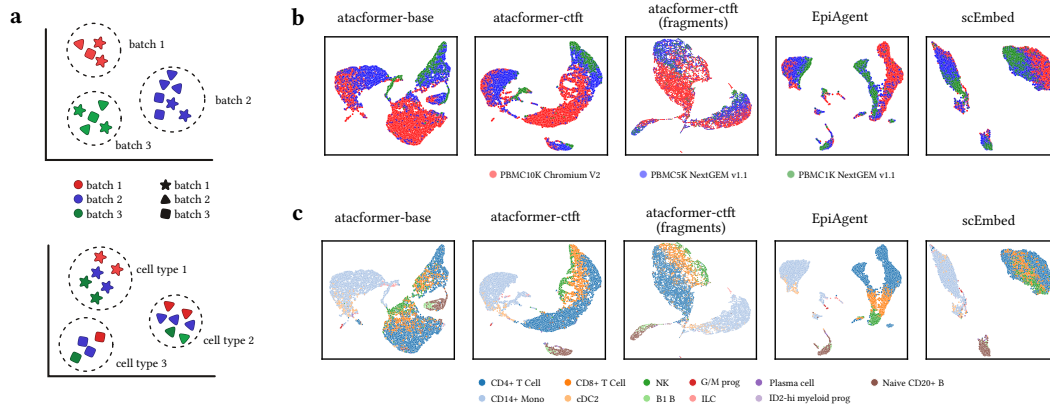 a
batch 1
batch 2
batch 3
batch 1
batch 2
batch 3
batch 1
batch 2
batch 3
cell type 1
cell type 2
cell type 3
b
atacformer-base
atacformer-ctft
atacformer-ctft
(fragments)
EpiAgent
scEmbed
PBMC10K Chromium V2
PBMC5K NextGEM v1.1
PBMC1K NextGEM v1.1
c
atacformer-base
atacformer-ctft
atacformer-ctft
(fragments)
EpiAgent
scEmbed
CD4+ T Cell
CD8+ T Cell
NK
G/M prog
Plasma cell
Naive CD20+ B
CD14+ Mono
cDC2
B1 B
ILC
ID2-hi myeloid prog